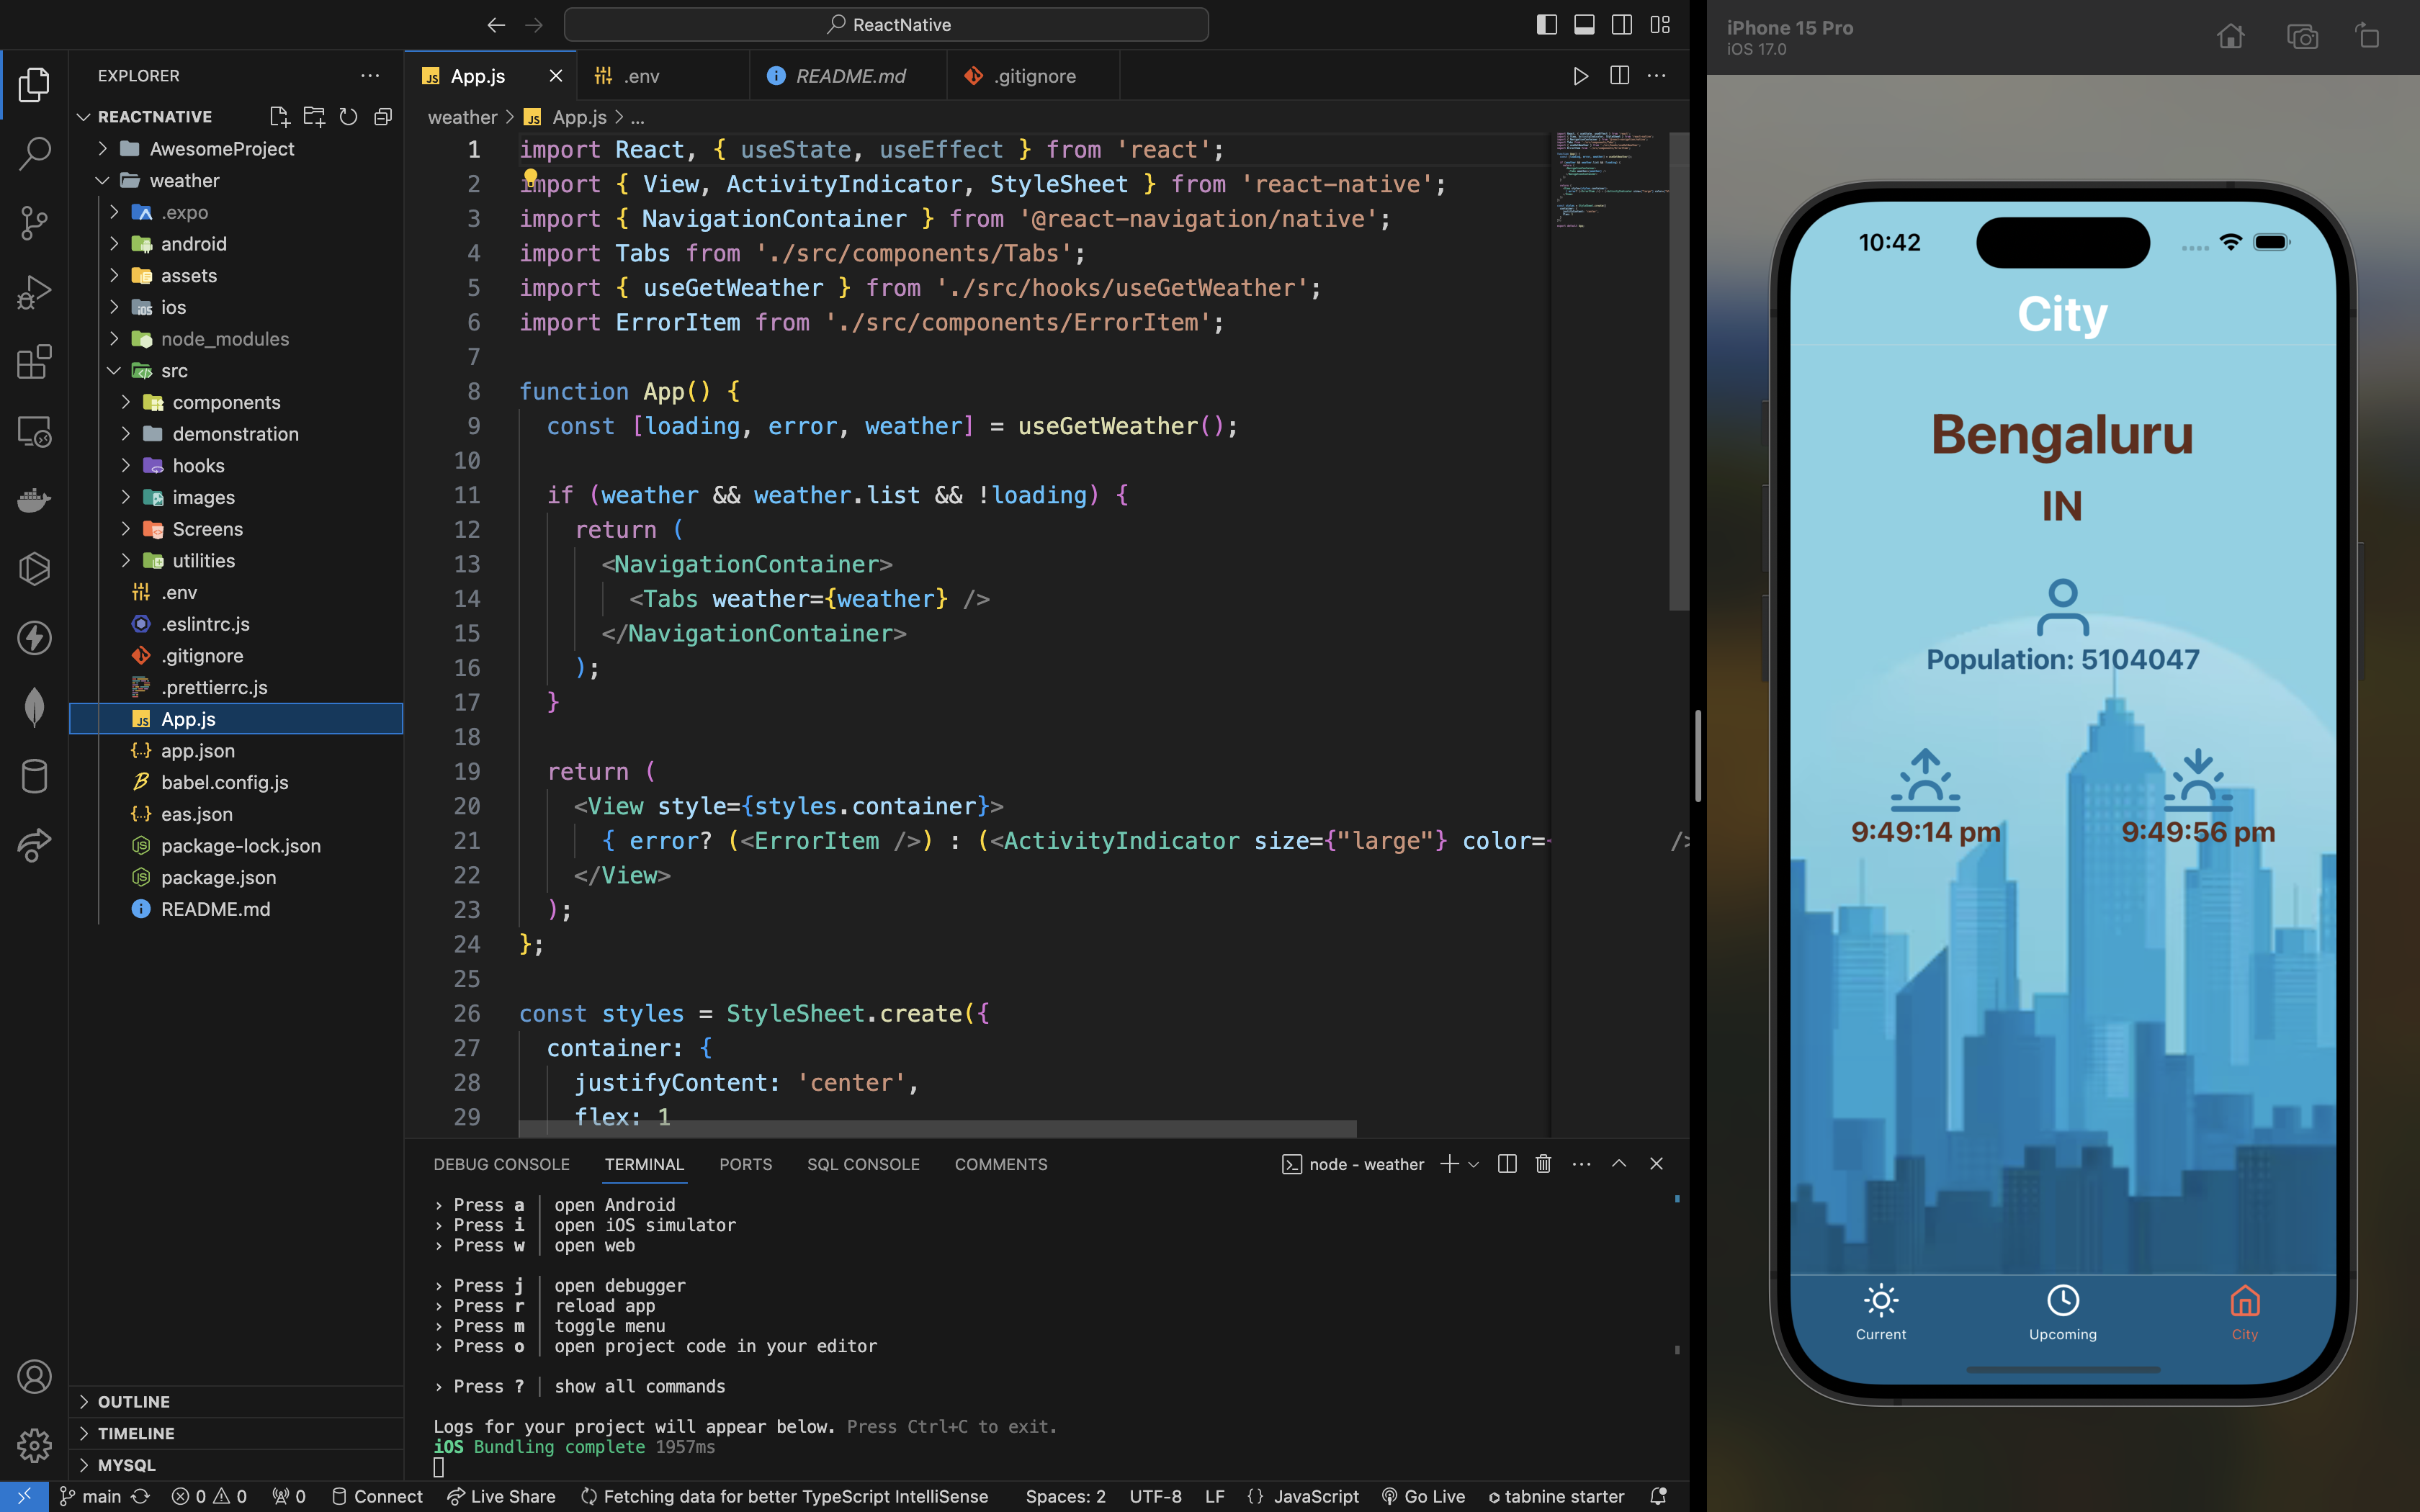 ReactNative
EXPLORER
REACTNATIVE
AwesomeProject
weather
.expo
android
assets
ios
node_modules
src
components
demonstration
hooks
images
Screens
utilities
.env
.eslintrc.js
.gitignore
.prettierrc.js
App.js
app.json
babel.config.js
eas.json
package-lock.json
package.json
README.md
OUTLINE
TIMELINE
MYSQL
App.js
.env
README.md
.gitignore
weather > App.js > ...
1 import React, { useState, useEffect } from 'react';
2 import { View, ActivityIndicator, StyleSheet } from 'react-native';
3 import { NavigationContainer } from '@react-navigation/native';
4 import Tabs from './src/components/Tabs';
5 import { useGetWeather } from './src/hooks/useGetWeather';
6 import ErrorItem from './src/components/ErrorItem';
7
8 function App() {
9 const [loading, error, weather] = useGetWeather();
10
11 if (weather && weather.list && !loading) {
12 return (
13 <NavigationContainer>
14 <Tabs weather={weather} />
15 </NavigationContainer>
16 );
17 }
18
19 return (
20 <View style={styles.container}>
21 { error? (<ErrorItem />) : (<ActivityIndicator size={"large"} color={ />
22 </View>
23 );
24 };
25
26 const styles = StyleSheet.create({
27 container: {
28 justifyContent: 'center',
29 flex: 1
DEBUG CONSOLE
TERMINAL
PORTS
SQL CONSOLE
COMMENTS
node - weather
› Press a │ open Android
› Press i │ open iOS simulator
› Press w │ open web
› Press j │ open debugger
› Press r │ reload app
› Press m │ toggle menu
› Press o │ open project code in your editor
› Press ? │ show all commands
Logs for your project will appear below. Press Ctrl+C to exit.
iOS Bundling complete 1957ms
main
0
0
0
Connect
Live Share
Fetching data for better TypeScript IntelliSense
Spaces: 2
UTF-8
LF
{} JavaScript
Go Live
tabnine starter
iPhone 15 Pro
iOS 17.0
10:42
City
Bengaluru
IN
Population: 5104047
9:49:14 pm
9:49:56 pm
Current
Upcoming
City